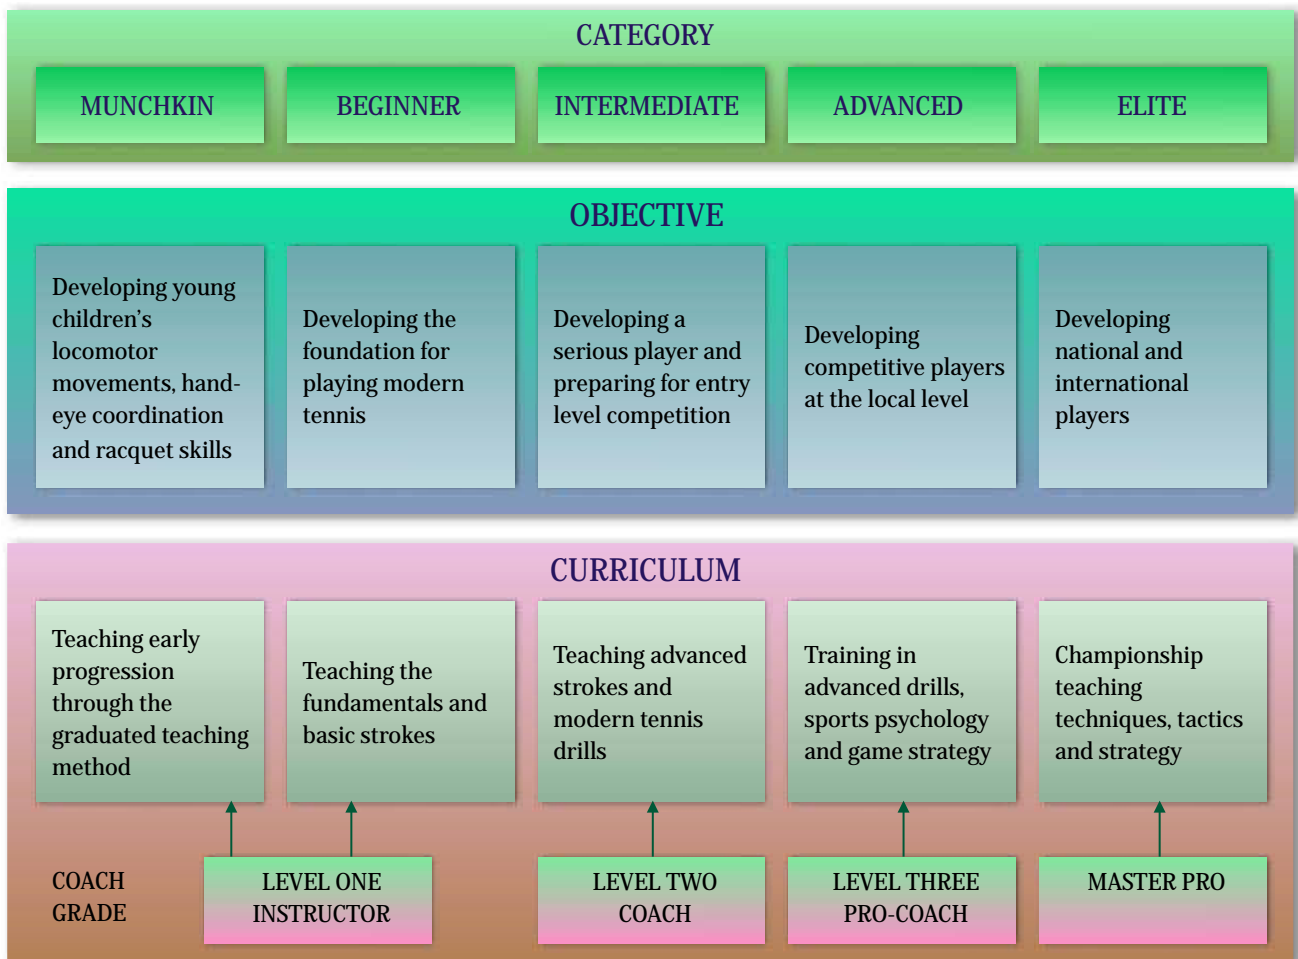 CATEGORY
MUNCHKIN
BEGINNER
INTERMEDIATE
ADVANCED
ELITE
OBJECTIVE
Developing young
children’s
locomotor
movements, hand-
eye coordination
and racquet skills
Developing the
foundation for
playing modern
tennis
Developing a
serious player and
preparing for entry
level competition
Developing
competitive players
at the local level
Developing
national and
international
players
CURRICULUM
Teaching early
progression
through the
graduated teaching
method
Teaching the
fundamentals and
basic strokes
Teaching advanced
strokes and
modern tennis
drills
Training in
advanced drills,
sports psychology
and game strategy
Championship
teaching
techniques, tactics
and strategy
COACH
GRADE
LEVEL ONE
INSTRUCTOR
LEVEL TWO
COACH
LEVEL THREE
PRO-COACH
MASTER PRO